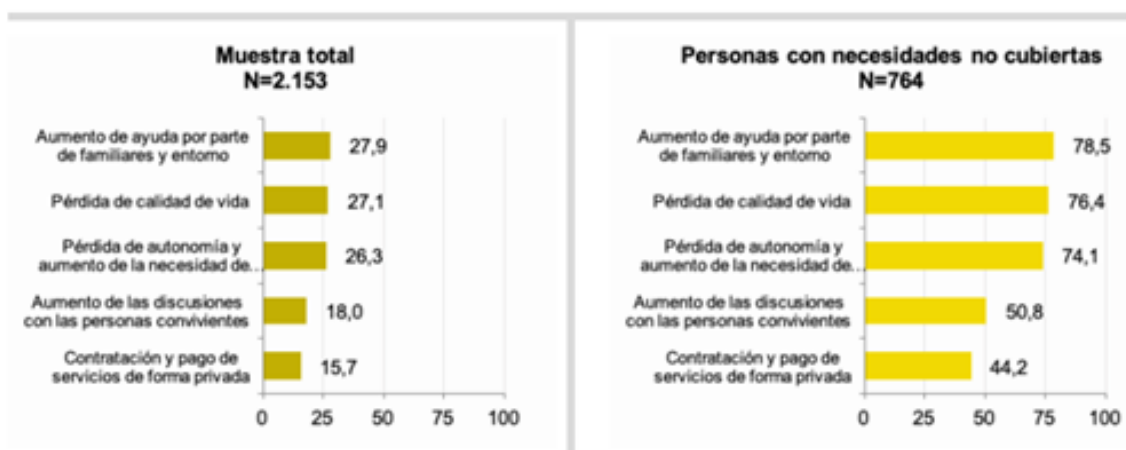 Muestra total
N=2.153
Aumento de ayuda por parte
de familiares y entorno
27,9
Pérdida de calidad de vida
27,1
Pérdida de autonomía y
aumento de la necesidad de...
26,3
Aumento de las discusiones
con las personas convivientes
18,0
Contratación y pago de
servicios de forma privada
15,7
0 25 50 75 100
Personas con necesidades no cubiertas
N=764
Aumento de ayuda por parte
de familiares y entorno
78,5
Pérdida de calidad de vida
76,4
Pérdida de autonomía y
aumento de la necesidad de...
74,1
Aumento de las discusiones
con las personas convivientes
50,8
Contratación y pago de
servicios de forma privada
44,2
0 25 50 75 100